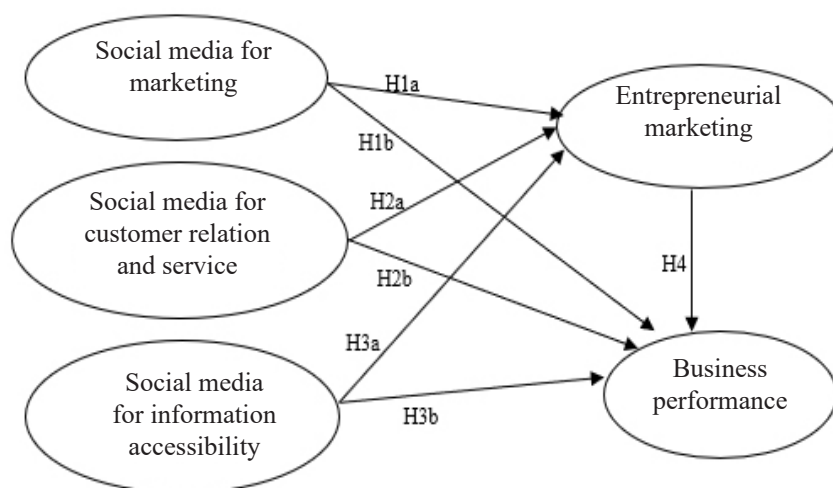 Social media for
marketing
H1a
Entrepreneurial
marketing
H1b
Social media for
customer relation
and service
H2a
H2b
H4
H3a
Social media
for information
accessibility
H3b
Business
performance